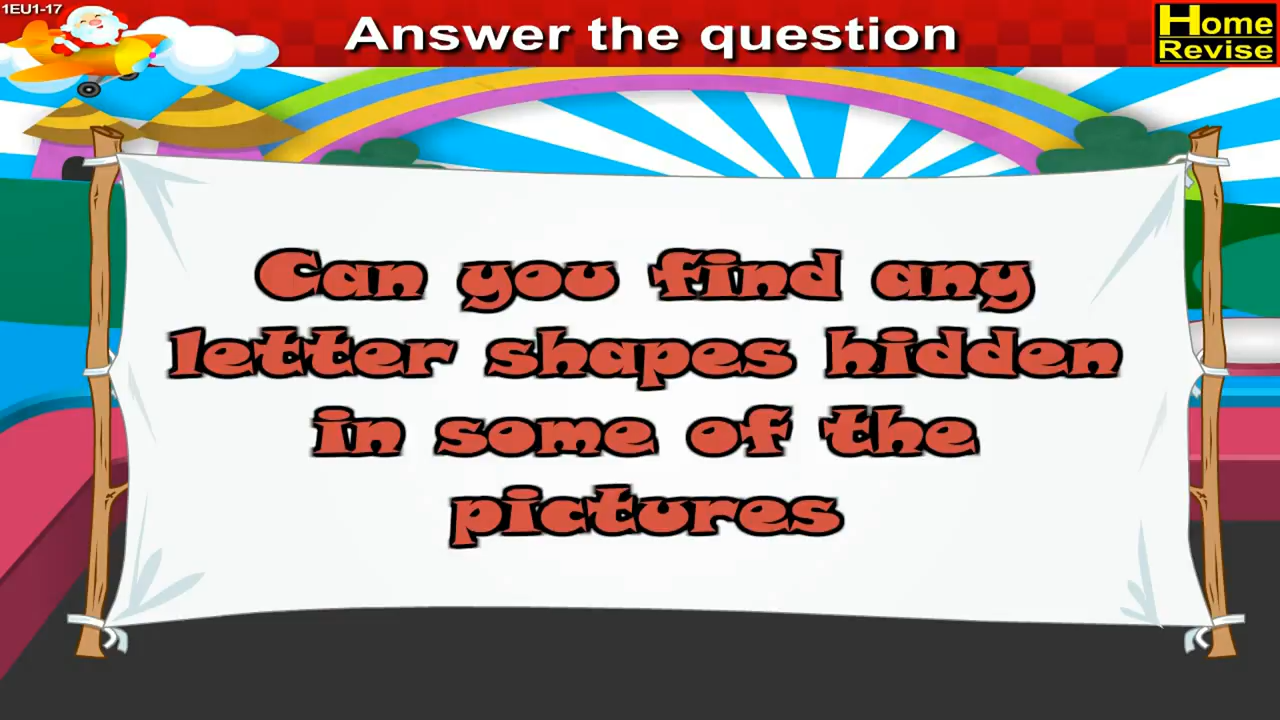 1EU1-17
Answer the question
Home
Revise
Can you find any
letter shapes hidden
in some of the
pictures